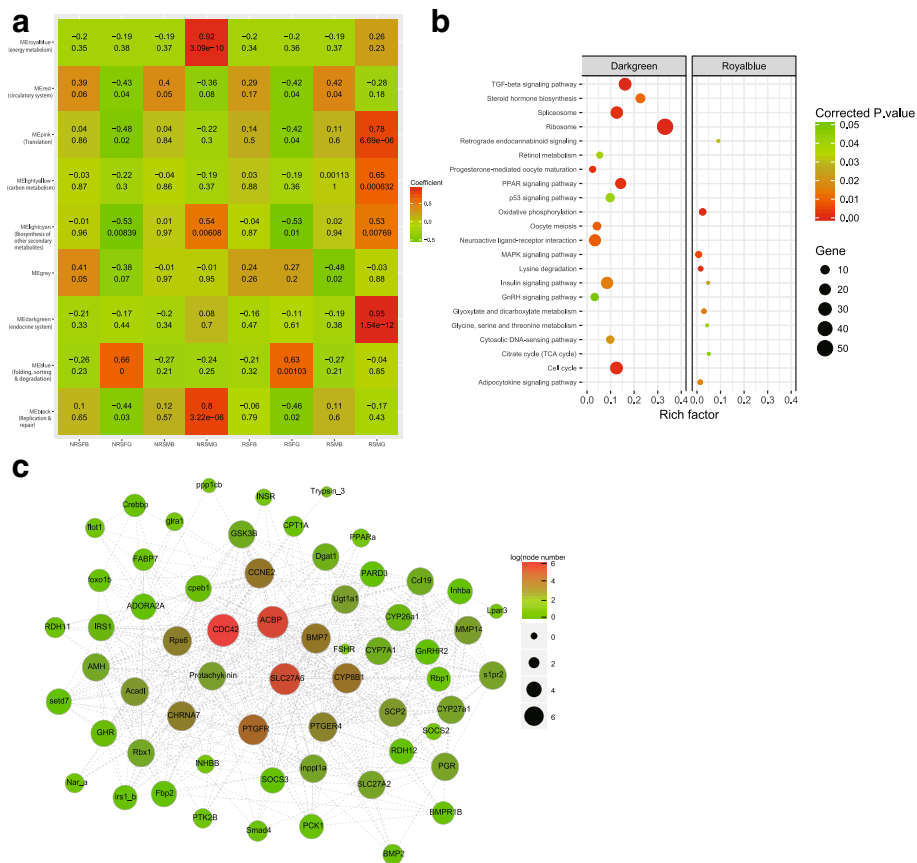 a
MEroyalblue
(energy metabolism)
−0.2 −0.19 −0.19 0.92 −0.2 −0.2 −0.19 0.26
0.35 0.38 0.37 3.09e−10 0.34 0.36 0.37 0.23
MEred
(circulatory system)
0.39 −0.43 0.4 −0.36 0.29 −0.42 0.42 −0.28
0.06 0.04 0.05 0.08 0.17 0.04 0.04 0.18
MEpink
(Translation)
0.04 −0.48 −0.04 −0.22 0.14 −0.42 0.11 0.78
0.86 0.02 0.84 0.3 0.5 0.04 0.6 6.69e−06
MElightyellow
(carbon metabolism)
−0.03 −0.22 −0.04 −0.19 0.03 −0.19 0.00113 0.65
0.87 0.3 0.86 0.37 0.88 0.36 1 0.000632
MElightcyan
(Biosynthesis of
other secondary
metabolites)
−0.01 −0.53 0.01 0.54 −0.04 −0.53 −0.02 0.53
0.96 0.00839 0.97 0.00608 0.87 0.01 0.94 0.00769
MEgrey
0.41 −0.38 −0.01 −0.01 0.24 0.27 −0.48 −0.03
0.05 0.07 0.97 0.95 0.26 0.2 0.02 0.88
MEdarkgreen
(endocrine system)
−0.21 −0.17 −0.2 0.08 −0.16 −0.11 −0.19 0.95
0.33 0.44 0.34 0.7 0.47 0.61 0.38 1.54e−12
MEblue
(folding, sorting
& degradation)
−0.26 0.66 −0.27 −0.24 −0.21 0.63 −0.27 −0.04
0.23 0 0.21 0.25 0.32 0.00103 0.21 0.85
MEblack
(Replication &
repair)
0.1 −0.44 0.12 0.8 −0.06 −0.46 0.11 −0.17
0.65 0.03 0.57 3.22e−06 0.79 0.02 0.6 0.43
NRSFB NRSFG NRSMB NRSMG RSFB RSFG RSMB RSMG
Coefficient
1.0
0.5
0.0
−0.5
b
Darkgreen Royalblue
TGF-beta signaling pathway
Steroid hormone biosynthesis
Spliceosome
Ribosome
Retrograde endocannabinoid signaling
Retinol metabolism
Progesterone-mediated oocyte maturation
PPAR signaling pathway
p53 signaling pathway
Oxidative phosphorylation
Oocyte meiosis
Neuroactive ligand-receptor interaction
MAPK signaling pathway
Lysine degradation
Insulin signaling pathway
GnRH signaling pathway
Glyoxylate and dicarboxylate metabolism
Glycine, serine and threonine metabolism
Cytosolic DNA-sensing pathway
Citrate cycle (TCA cycle)
Cell cycle
Adipocytokine signaling pathway
0.0 0.1 0.2 0.3 0.4 0.0 0.1 0.2 0.3 0.4
Rich factor
Corrected P.value
0.05
0.04
0.03
0.02
0.01
0.00
Gene
10
20
30
40
50
c
ppp1cb
Trypsin_3
Crebbp
INSR
flot1
glra1
GSK3B
CPT1A
PPARa
FABP7
Dgat1
CCNE2
PARD3
foxo1b
cpeb1
Ccl19
Inhba
ADORA2A
Ugt1a1
CYP26a1
Lpar3
RDH11
IRS1
CDC42
ACBP
MMP14
Rps6
BMP7
FSHR
CYP7A1
GnRHR2
AMH
Protachykinin
SLC27A6
CYP8B1
Rbp1
s1pr2
setd7
Acadl
CHRNA7
SCP2
CYP27a1
GHR
PTGFR
PTGER4
SOCS2
Rbx1
RDH12
Nar_a
INHBB
inppl1a
PGR
irs1_b
Fbp2
SOCS3
SLC27A2
PTK2B
Smad4
PCK1
BMPR1B
BMP2
log(node number
6
4
2
0
0
2
4
6